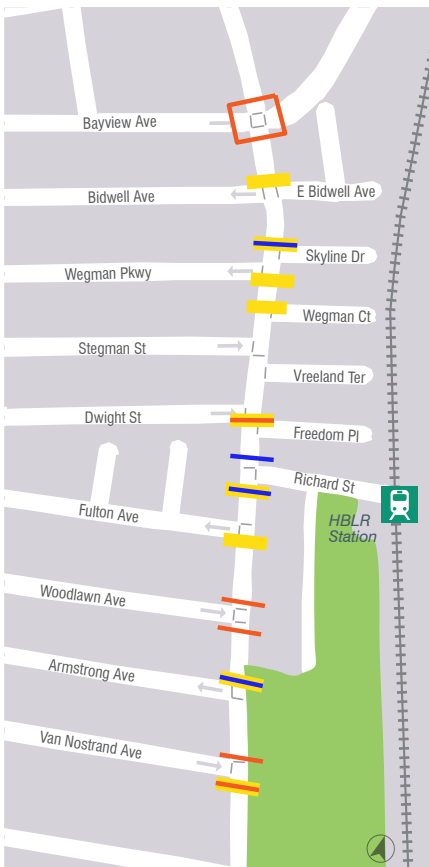 Bayview Ave
Bidwell Ave
E Bidwell Ave
Skyline Dr
Wegman Pkwy
Wegman Ct
Stegman St
Vreeland Ter
Dwight St
Freedom Pl
Richard St
Fulton Ave
HBLR
Station
Woodlawn Ave
Armstrong Ave
Van Nostrand Ave